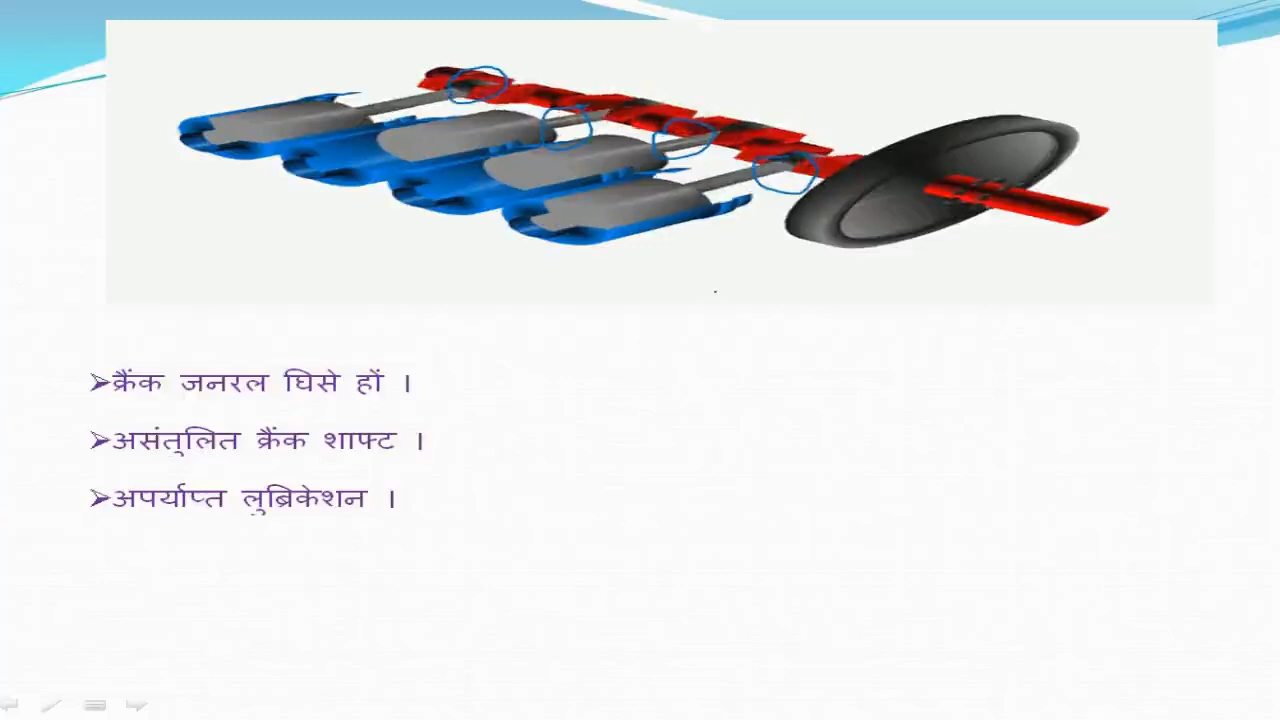 ➢क्रैंक जनरल घिसे हों ।
➢असंतुलित क्रैंक शाफ्ट ।
➢अपर्याप्त लुब्रिकेशन ।